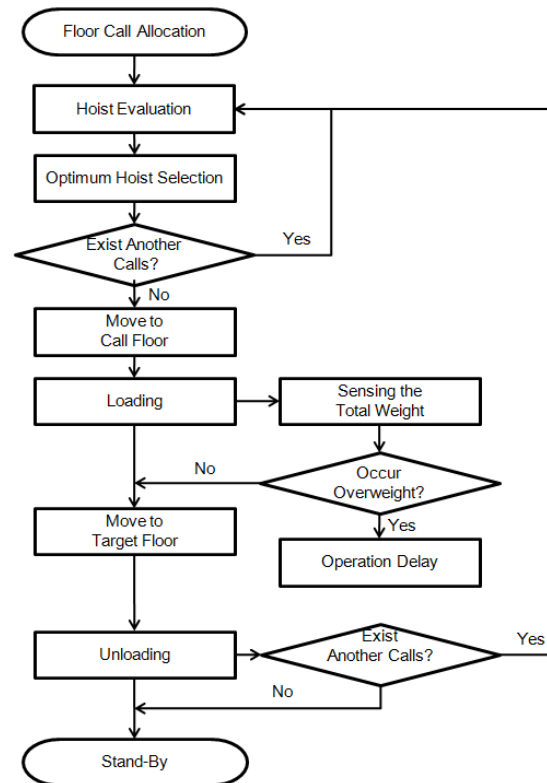 Floor Call Allocation
Hoist Evaluation
Optimum Hoist Selection
Exist Another
Calls?
Yes
No
Move to
Call Floor
Loading
Sensing the
Total Weight
No
Occur
Overweight?
Yes
Move to
Target Floor
Operation Delay
Unloading
Exist
Another Calls?
Yes
No
Stand-By